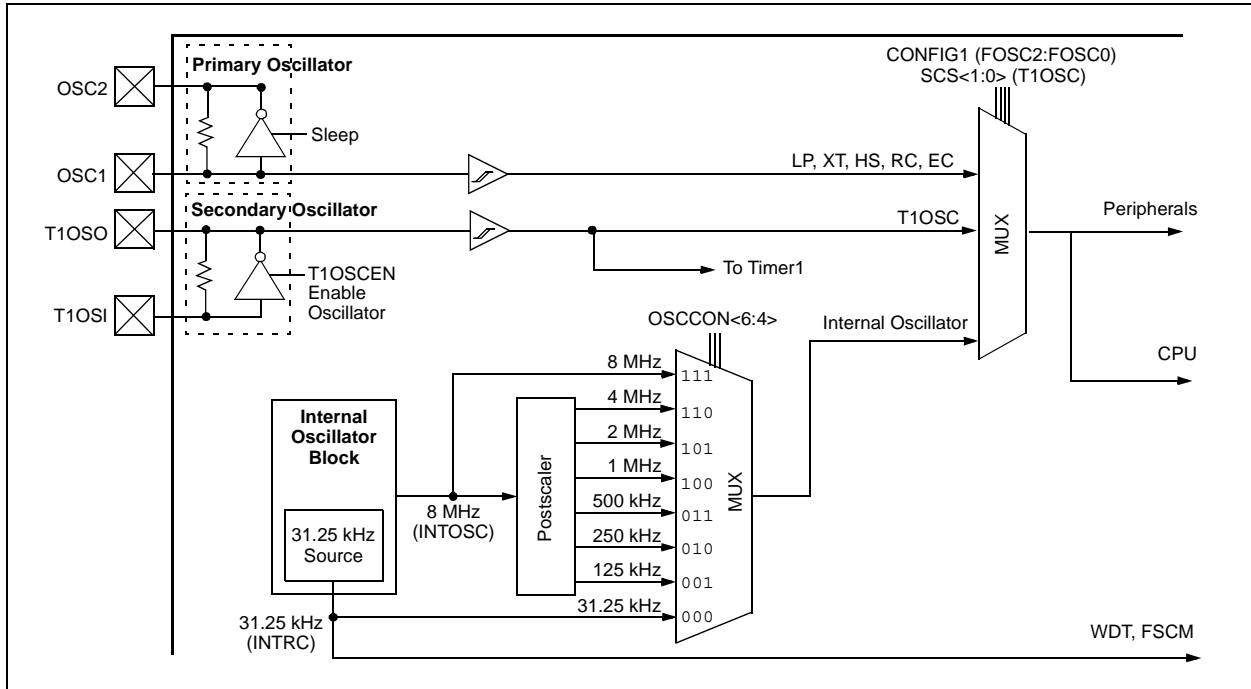 CONFIG1 (FOSC2:FOSC0)
SCS<1:0> (T1OSC)
Primary Oscillator
OSC2
Sleep
OSC1
LP, XT, HS, RC, EC
Secondary Oscillator
T1OSO
T1OSC
Peripherals
MUX
To Timer1
T1OSCEN
Enable
Oscillator
T1OSI
OSCCON<6:4>
Internal Oscillator
CPU
8 MHz
111
4 MHz
110
Internal
Oscillator
Block
2 MHz
101
1 MHz
100
Postscaler
MUX
8 MHz
(INTOSC)
500 kHz
011
31.25 kHz
Source
250 kHz
010
125 kHz
001
31.25 kHz
000
31.25 kHz
(INTRC)
WDT, FSCM